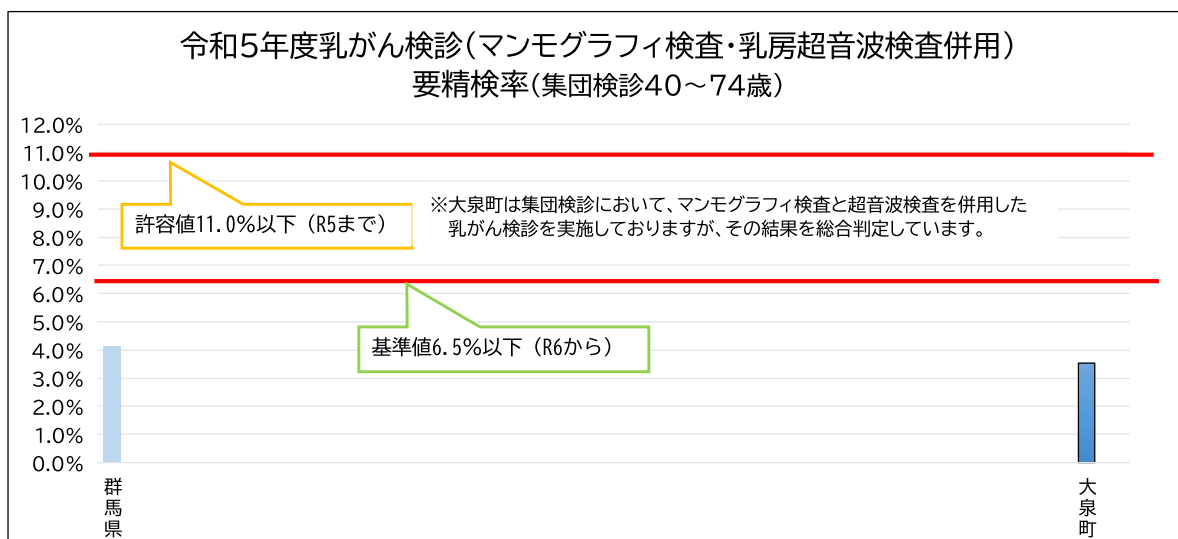 令和5年度乳がん検診(マンモグラフィ検査・乳房超音波検査併用)
要精検率(集団検診40～74歳)
12.0%
11.0%
10.0%
9.0%
8.0%
7.0%
6.0%
5.0%
4.0%
3.0%
2.0%
1.0%
0.0%
許容値11.0%以下（R5まで）
※大泉町は集団検診において、マンモグラフィ検査と超音波検査を併用した
乳がん検診を実施しておりますが、その結果を総合判定しています。
基準値6.5%以下（R6から）
群馬県
大泉町